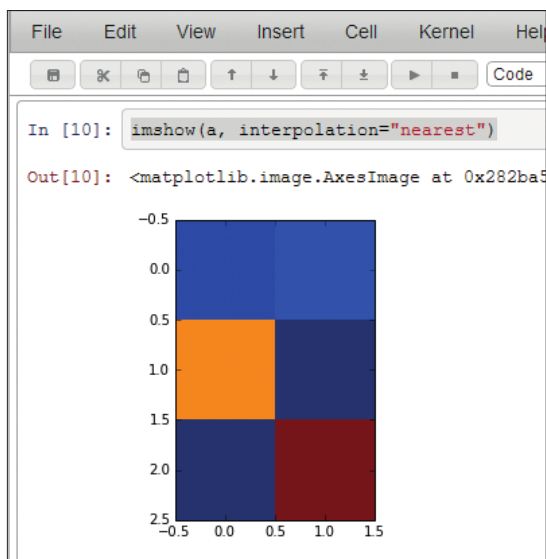 File Edit View Insert Cell Kernel Help
Code
In [10]: imshow(a, interpolation="nearest")
Out[10]: <matplotlib.image.AxesImage at 0x282ba5
−0.5
0.0
0.5
1.0
1.5
2.0
2.5
−0.5 0.0 0.5 1.0 1.5